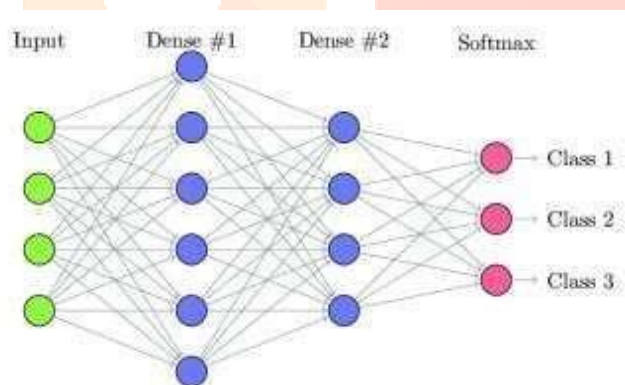 Input Dense #1 Dense #2 Softmax
Class 1
Class 2
Class 3